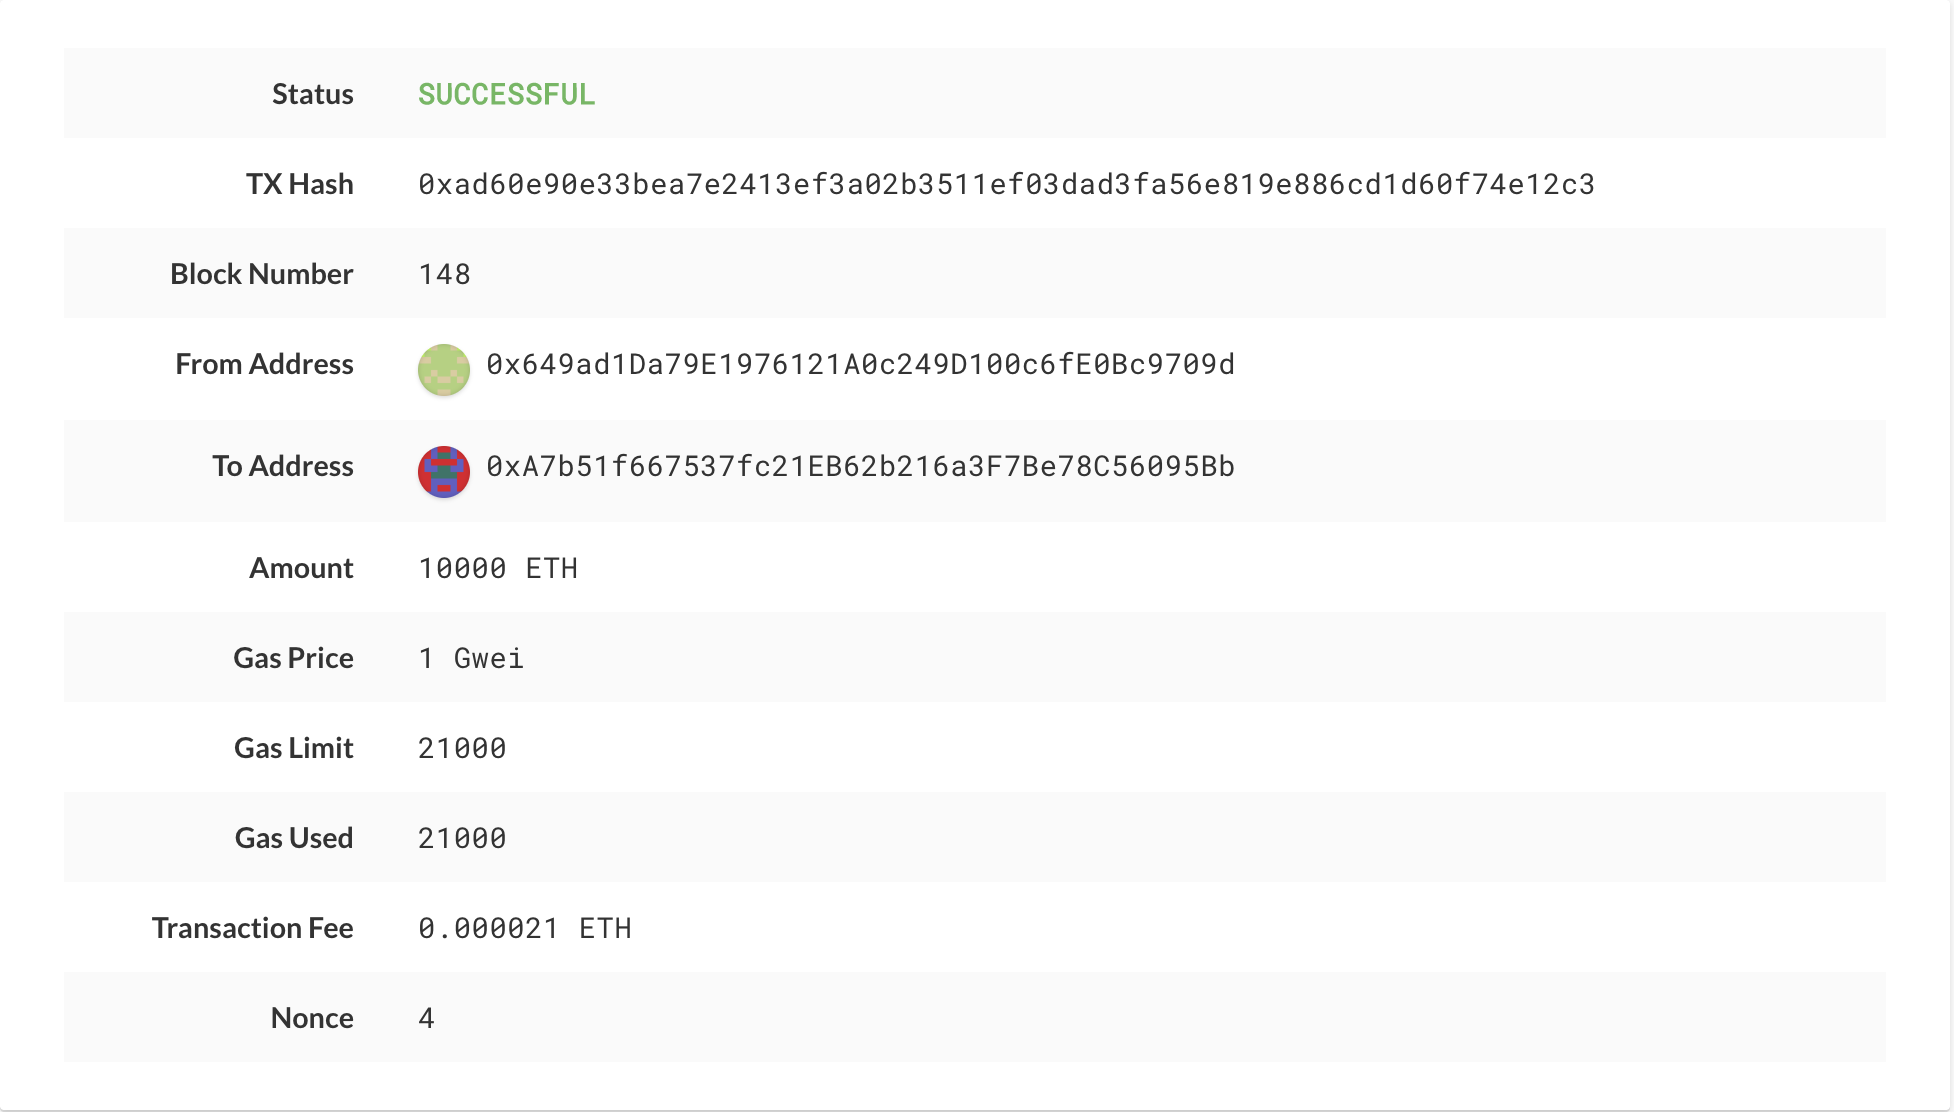 Status SUCCESSFUL
TX Hash 0xad60e90e33bea7e2413ef3a02b3511ef03dad3fa56e819e886cd1d60f74e12c3
Block Number 148
From Address 0x649ad1Da79E1976121A0c249D100c6fE0Bc9709d
To Address 0xA7b51f667537fc21EB62b216a3F7Be78C56095Bb
Amount 10000 ETH
Gas Price 1 Gwei
Gas Limit 21000
Gas Used 21000
Transaction Fee 0.000021 ETH
Nonce 4